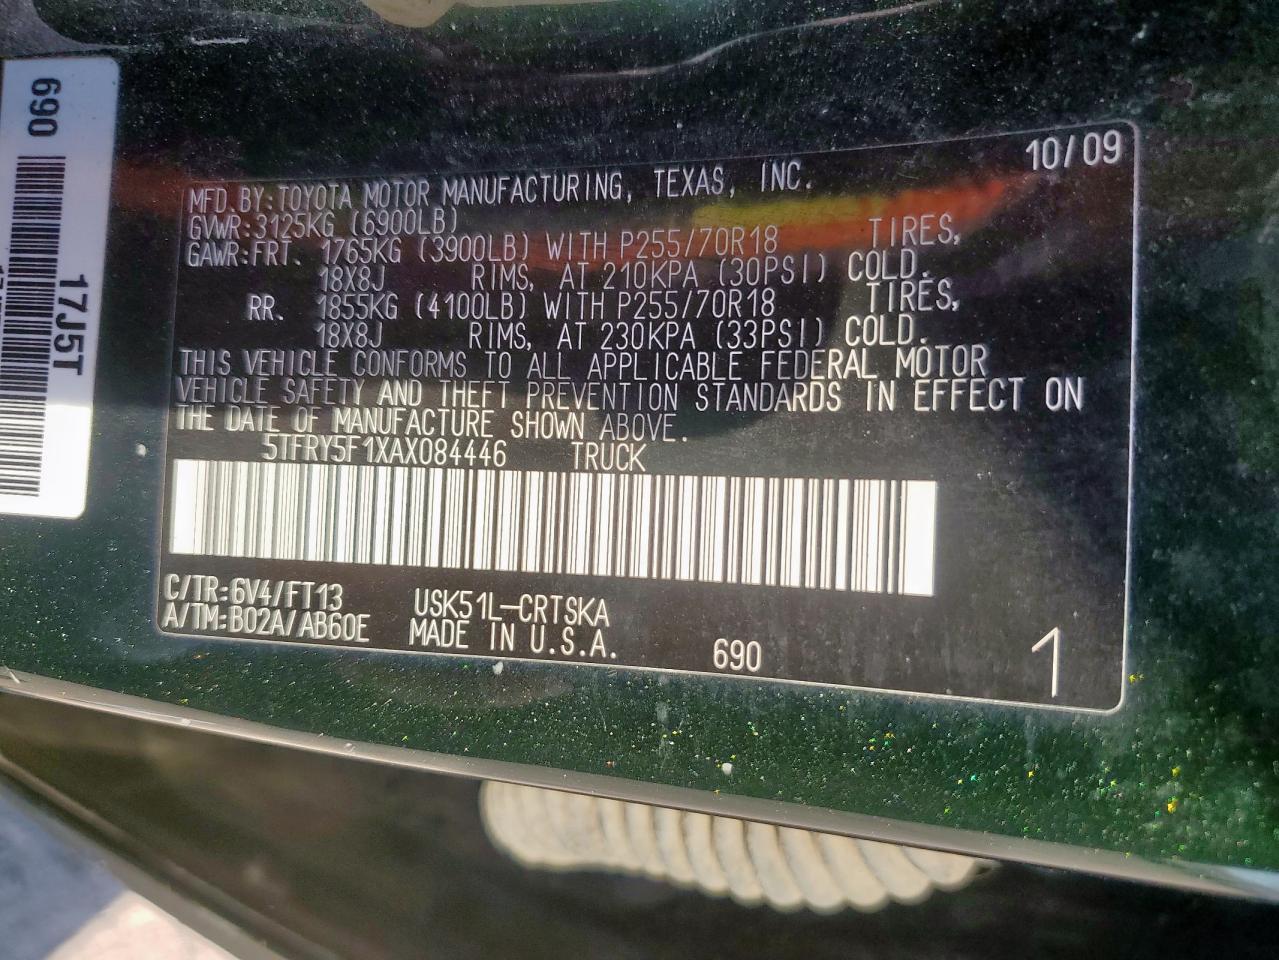 690
17J5T
10/09
MFD.BY:TOYOTA MOTOR MANUFACTURING, TEXAS, INC.
GVWR:3125KG (6900LB)
GAWR:FRT. 1765KG (3900LB) WITH P255/70R18 TIRES,
18X8J RIMS, AT 210KPA (30PSI) COLD.
RR. 1855KG (4100LB) WITH P255/70R18 TIRES,
18X8J RIMS, AT 230KPA (33PSI) COLD.
THIS VEHICLE CONFORMS TO ALL APPLICABLE FEDERAL MOTOR
VEHICLE SAFETY AND THEFT PREVENTION STANDARDS IN EFFECT ON
THE DATE OF MANUFACTURE SHOWN ABOVE.
5TFRY5F1XAX084446 TRUCK
C/TR:6V4/FT13 USK51L-CRTSKA
A/TM:B02A/AB60E MADE IN U.S.A. 690 1